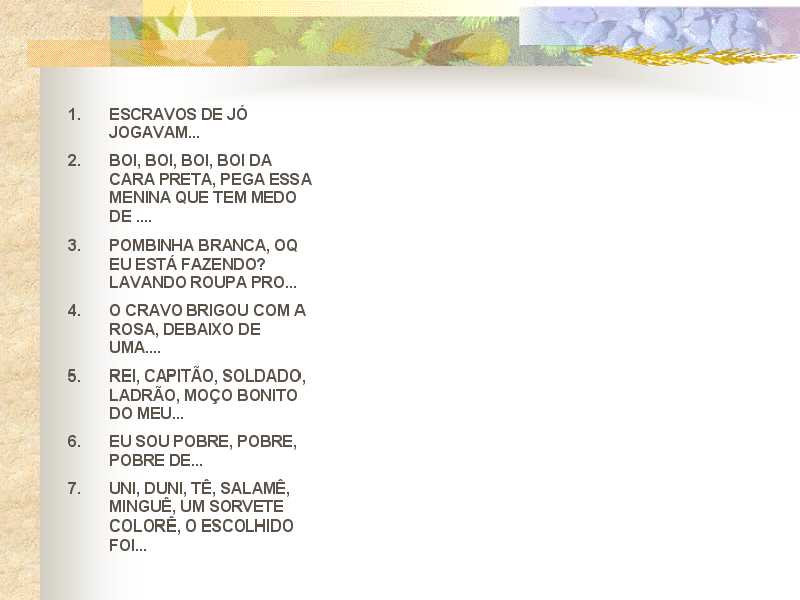 1. ESCRAVOS DE JÓ
JOGAVAM...
2. BOI, BOI, BOI, BOI DA
CARA PRETA, PEGA ESSA
MENINA QUE TEM MEDO
DE ....
3. POMBINHA BRANCA, OQ
EU ESTÁ FAZENDO?
LAVANDO ROUPA PRO...
4. O CRAVO BRIGOU COM A
ROSA, DEBAIXO DE
UMA....
5. REI, CAPITÃO, SOLDADO,
LADRÃO, MOÇO BONITO
DO MEU...
6. EU SOU POBRE, POBRE,
POBRE DE...
7. UNI, DUNI, TÊ, SALAMÊ,
MINGUÊ, UM SORVETE
COLORÊ, O ESCOLHIDO
FOI...